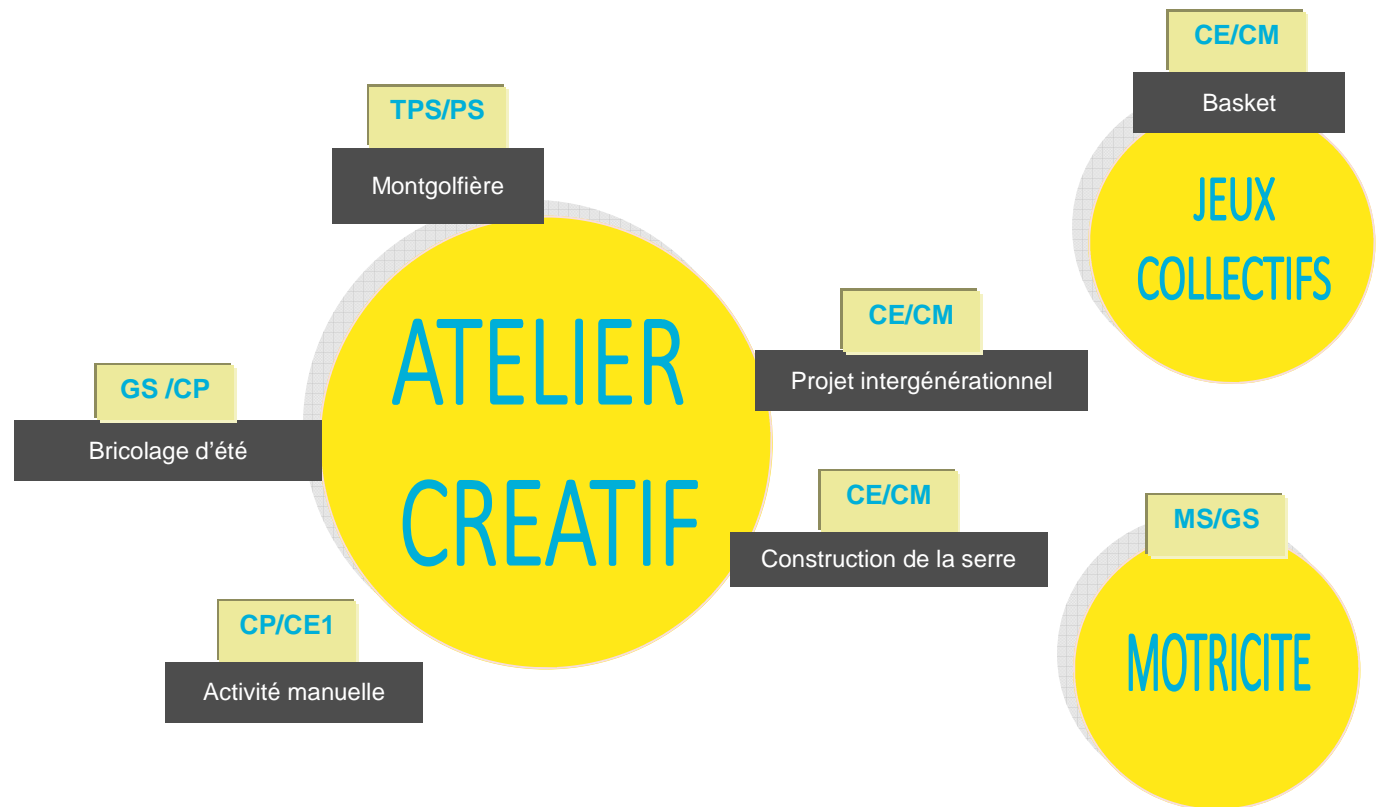 CE/CM
Basket
JEUX
COLLECTIFS
TPS/PS
Montgolfière
ATELIER
CREATIF
CE/CM
Projet intergénérationnel
GS /CP
Bricolage d’été
CE/CM
Construction de la serre
MS/GS
MOTRICITE
CP/CE1
Activité manuelle